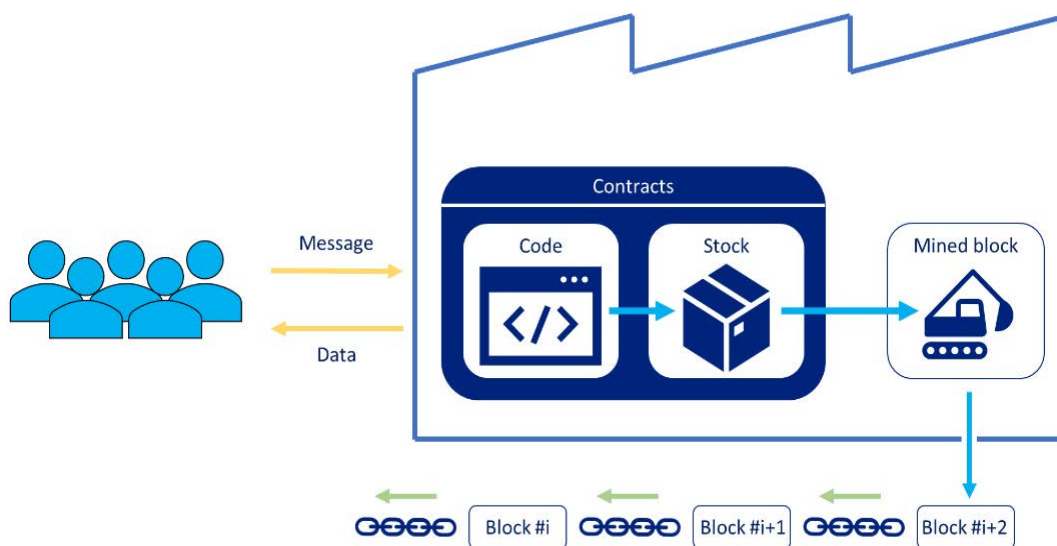 Contracts
Message
Code
Stock
Mined block
</>
Data
Block #i
Block #i+1
Block #i+2